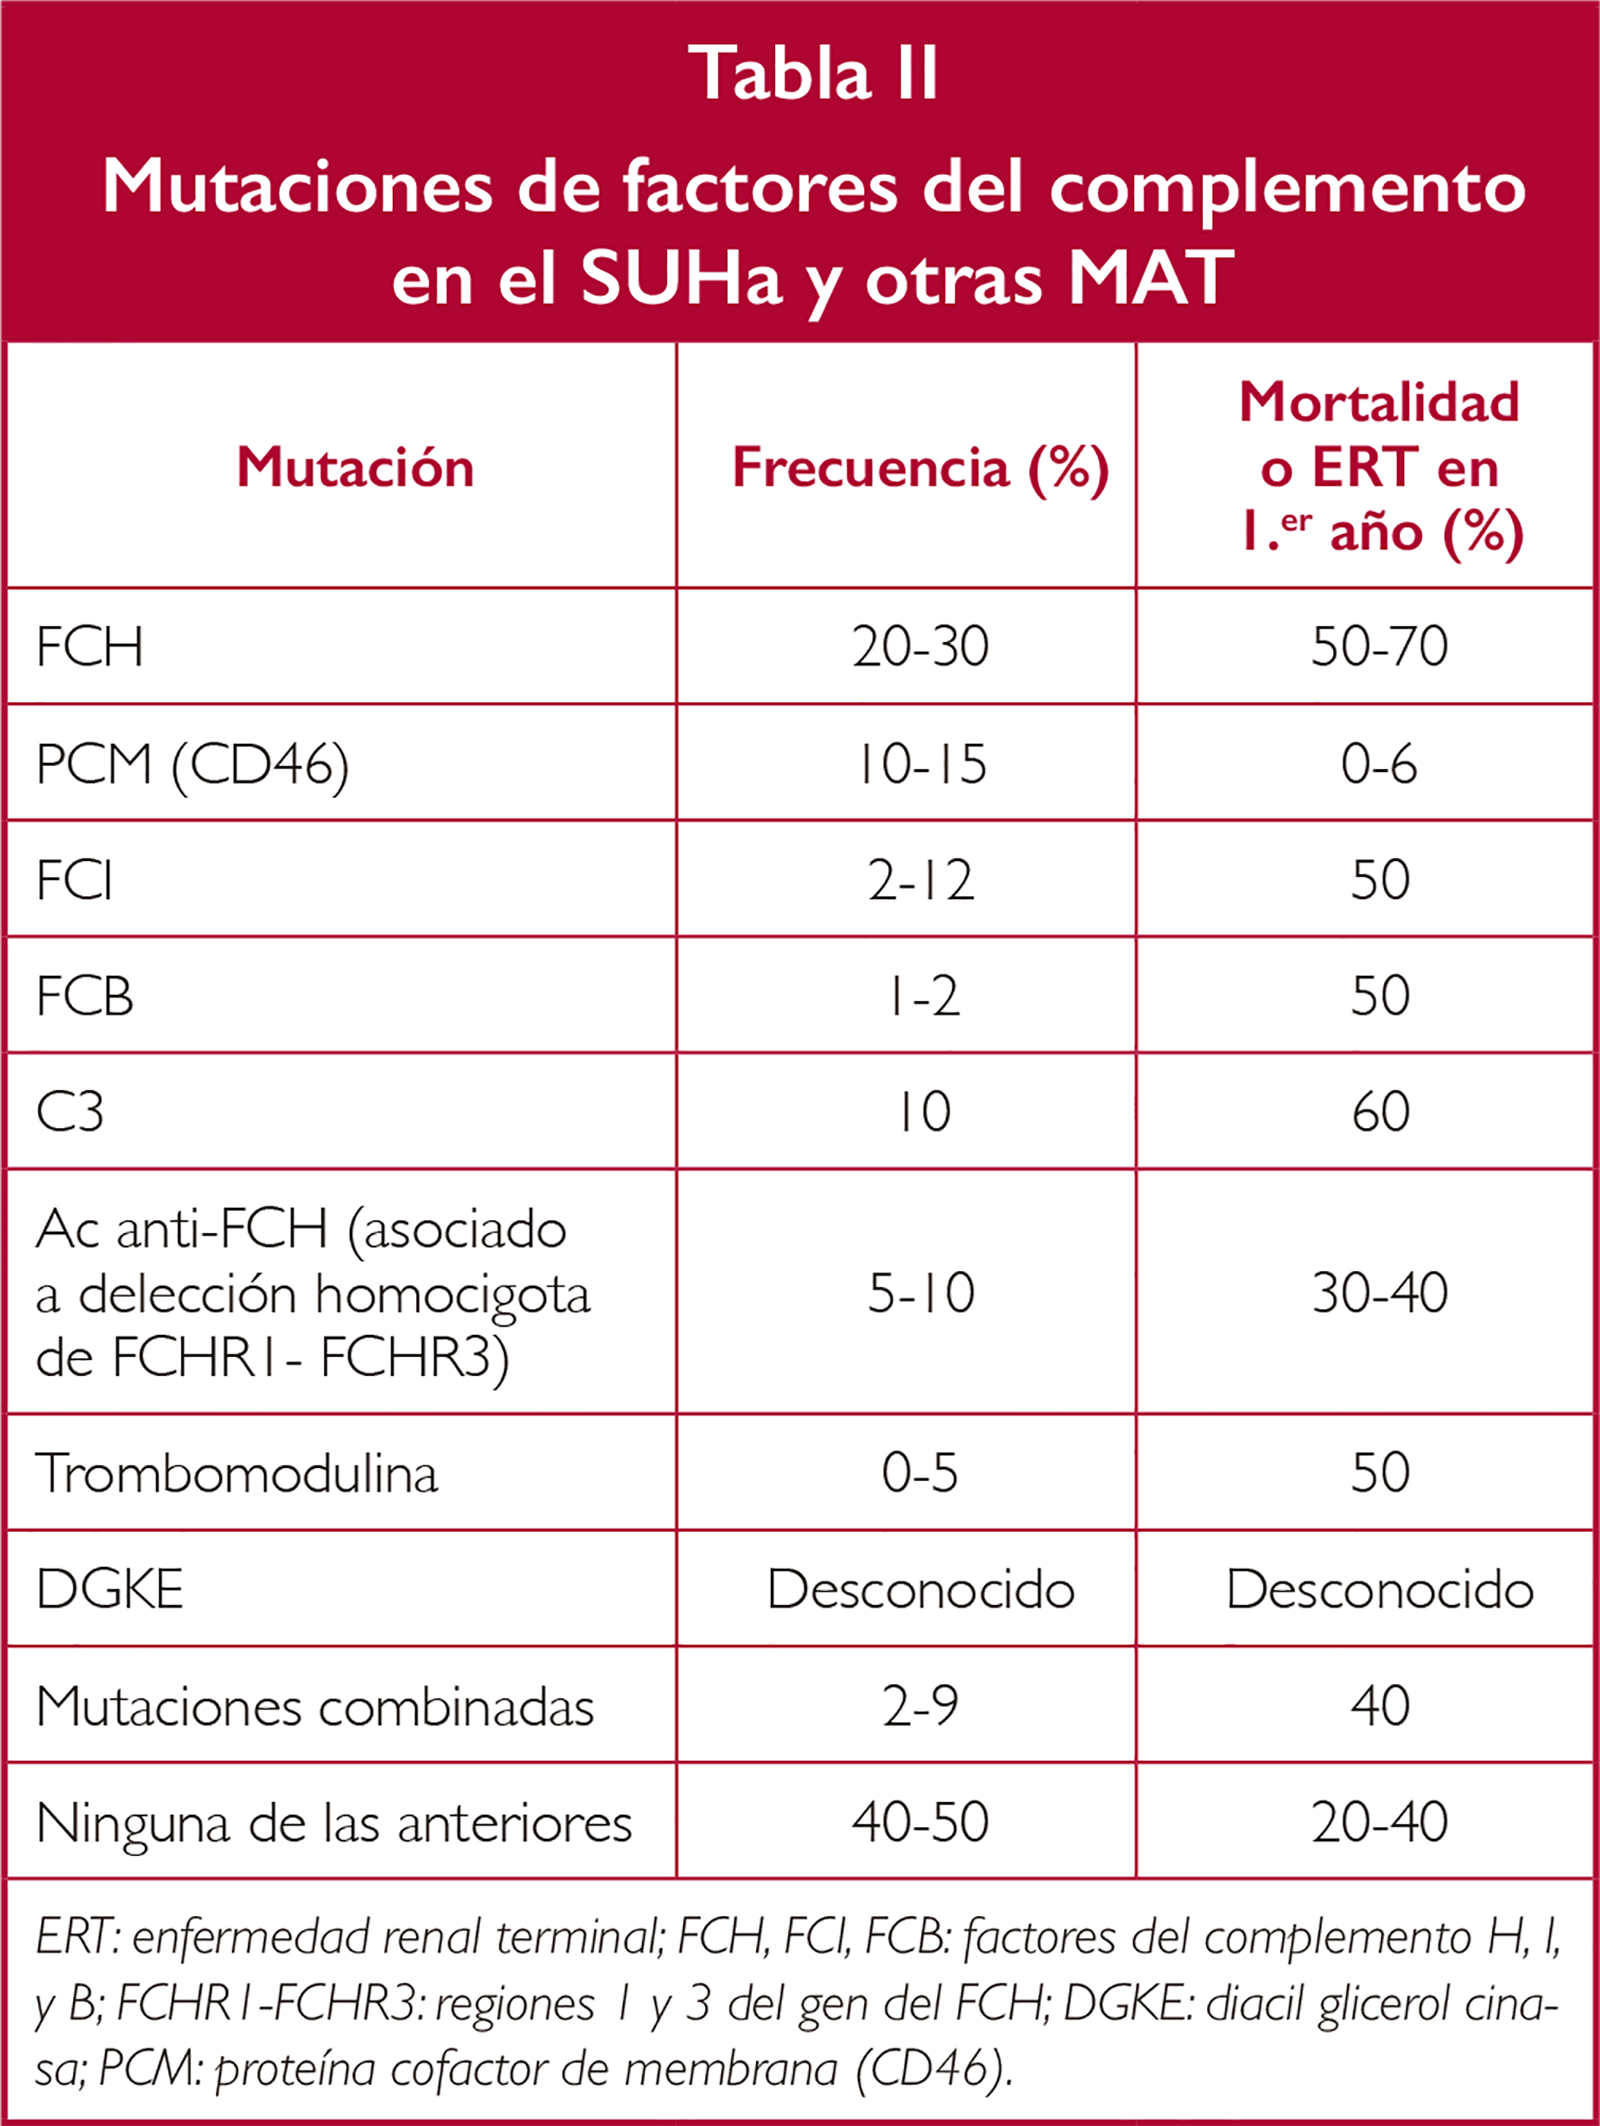 Tabla II
Mutaciones de factores del complemento
en el SUHa y otras MAT
Mutación
Frecuencia (%)
Mortalidad
o ERT en
1.er año (%)
FCH 20-30 50-70
PCM (CD46) 10-15 0-6
FCI 2-12 50
FCB 1-2 50
C3 10 60
Ac anti-FCH (asociado
a delección homocigota
de FCHR1- FCHR3)
5-10 30-40
Trombomodulina 0-5 50
DGKE Desconocido Desconocido
Mutaciones combinadas 2-9 40
Ninguna de las anteriores 40-50 20-40
ERT: enfermedad renal terminal; FCH, FCI, FCB: factores del complemento H, I,
y B; FCHR1-FCHR3: regiones 1 y 3 del gen del FCH; DGKE: diacil glicerol cina-
sa; PCM: proteína cofactor de membrana (CD46).